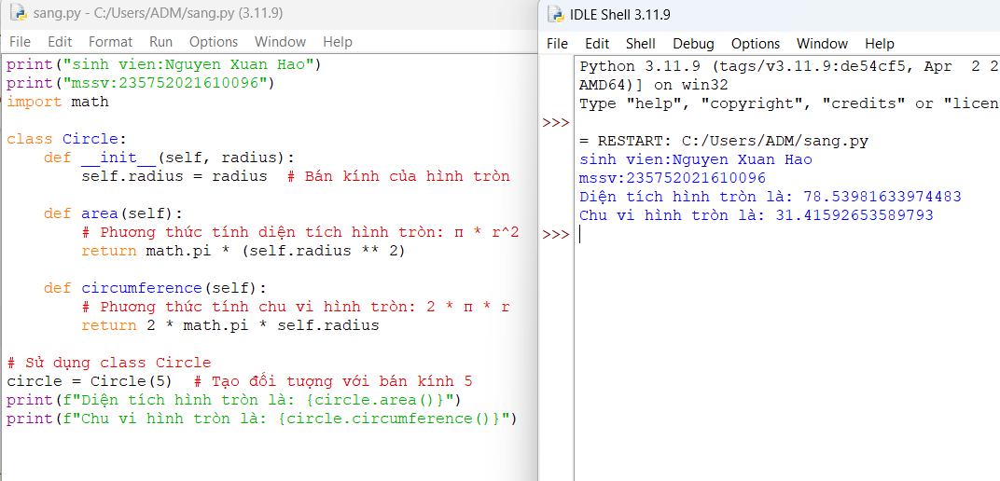 sang.py - C:/Users/ADM/sang.py (3.11.9)
File Edit Format Run Options Window Help
print("sinh vien:Nguyen Xuan Hao")
print("mssv:235752021610096")
import math
class Circle:
    def __init__(self, radius):
        self.radius = radius  # Bán kính của hình tròn
    def area(self):
        # Phương thức tính diện tích hình tròn: π * r^2
        return math.pi * (self.radius ** 2)
    def circumference(self):
        # Phương thức tính chu vi hình tròn: 2 * π * r
        return 2 * math.pi * self.radius
# Sử dụng class Circle
circle = Circle(5)  # Tạo đối tượng với bán kính 5
print(f"Diện tích hình tròn là: {circle.area()}")
print(f"Chu vi hình tròn là: {circle.circumference()}")
IDLE Shell 3.11.9
File Edit Shell Debug Options Window Help
Python 3.11.9 (tags/v3.11.9:de54cf5, Apr  2 2
AMD64)] on win32
Type "help", "copyright", "credits" or "licen
>>>
= RESTART: C:/Users/ADM/sang.py
sinh vien:Nguyen Xuan Hao
mssv:235752021610096
Diện tích hình tròn là: 78.53981633974483
Chu vi hình tròn là: 31.41592653589793
>>>